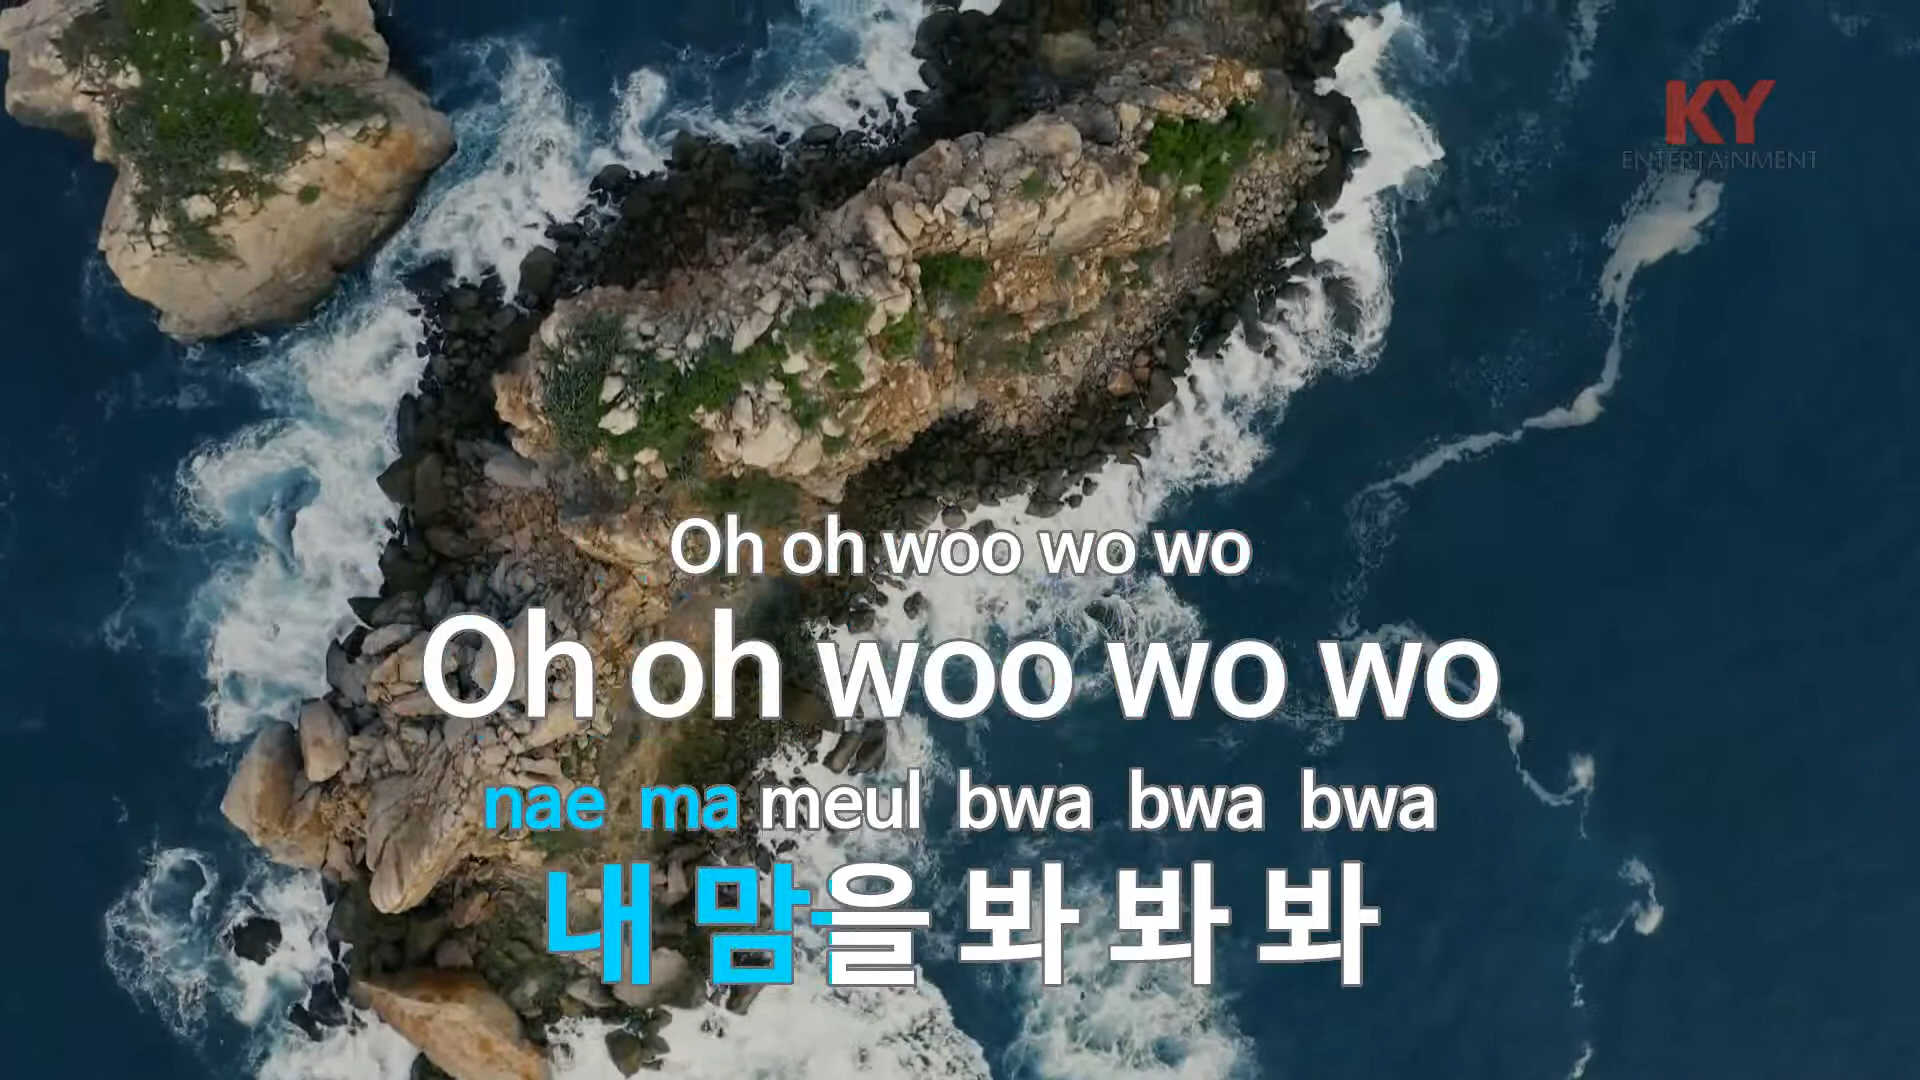 KY
ENTERTAINMENT
Oh oh woo wo wo
Oh oh woo wo wo
nae ma meul bwa bwa bwa
내 맘을 봐 봐 봐